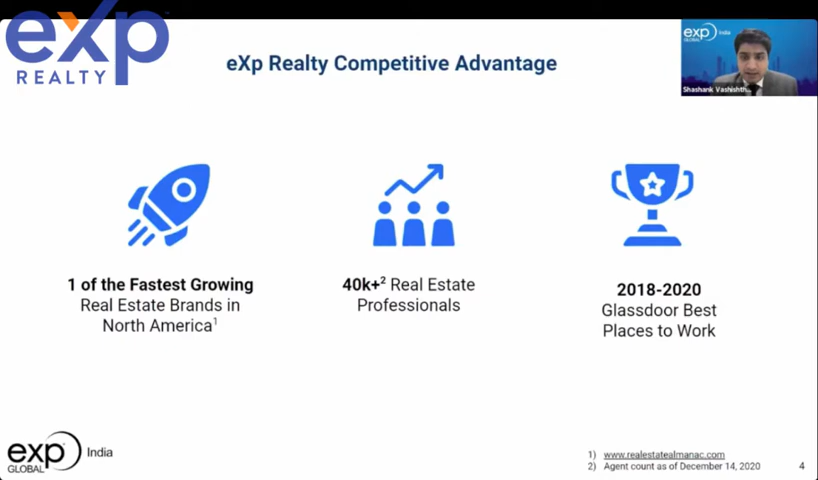 eXp
REALTY
eXp Realty Competitive Advantage
exp India
GLOBAL
Shashank Vashishth...
1 of the Fastest Growing
Real Estate Brands in
North America1
40k+2 Real Estate
Professionals
2018-2020
Glassdoor Best
Places to Work
exp India
GLOBAL
1) www.realestatealmanac.com
2) Agent count as of December 14, 2020
4